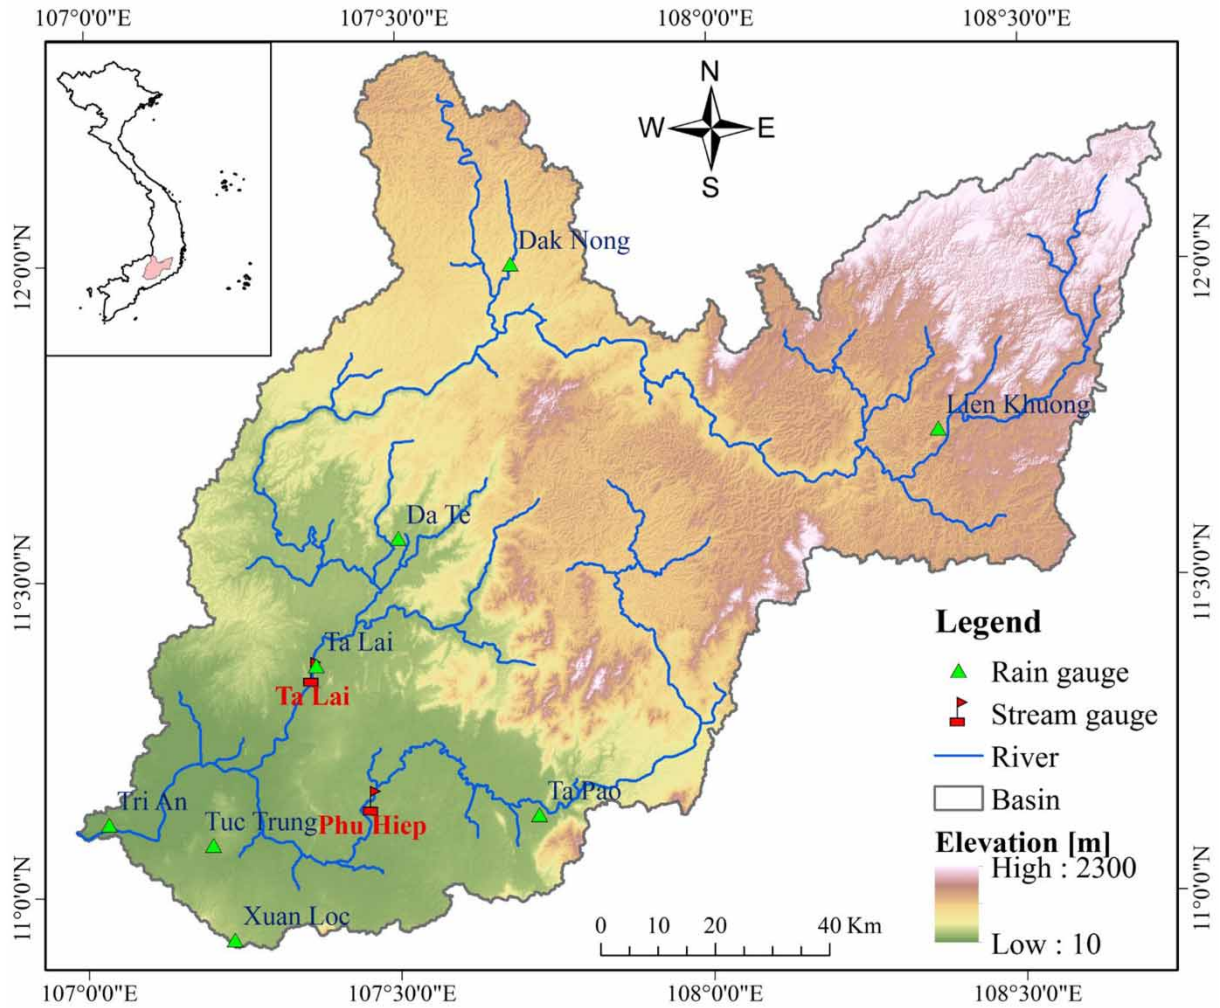 107°0'0"E 107°30'0"E 108°0'0"E 108°30'0"E
N
W E
S
12°0'0"N
12°0'0"N
Dak Nong
Lien Khuong
Da Te
11°30'0"N
11°30'0"N
Ta Lai
Ta Lai
Legend
Rain gauge
Stream gauge
River
Basin
Elevation [m]
High : 2300
Low : 10
Ta Pao
Tri An
Tuc Trung
Phu Hiep
11°0'0"N
11°0'0"N
Xuan Loc
0 10 20 40 Km
107°0'0"E 107°30'0"E 108°0'0"E 108°30'0"E